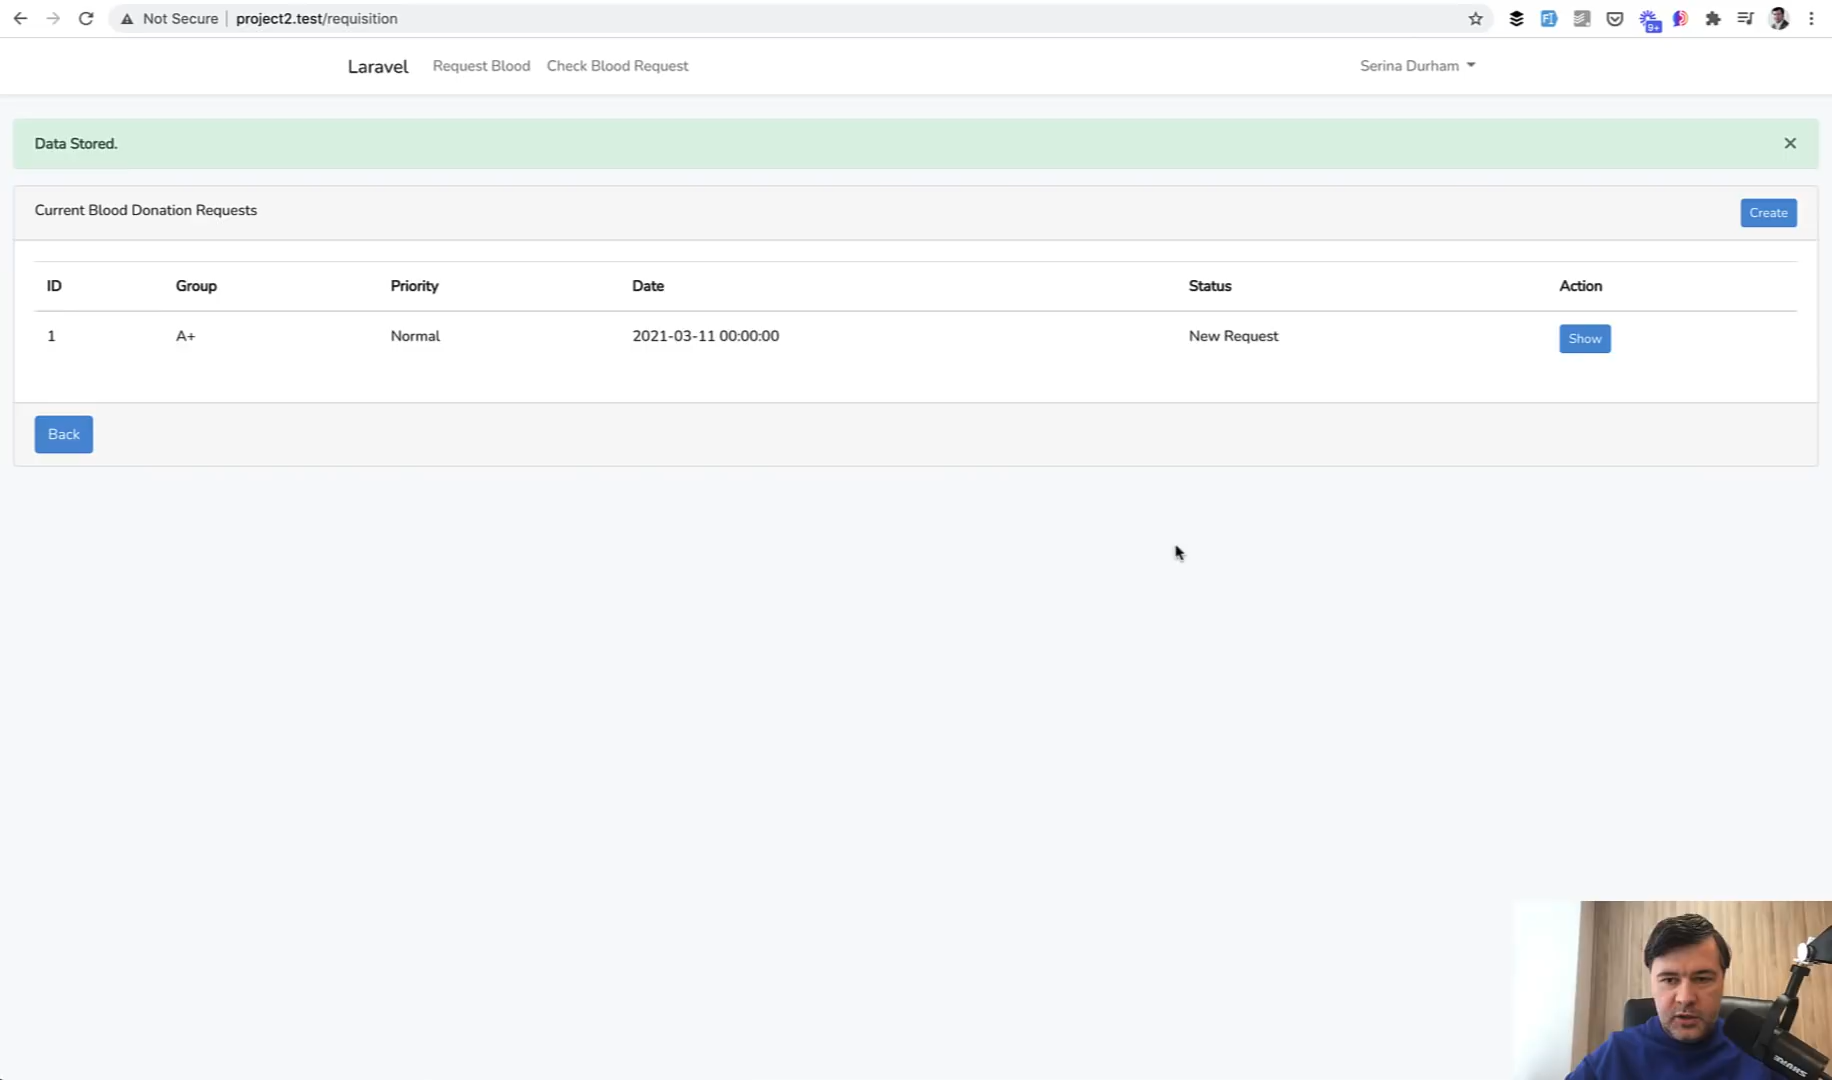 Not Secure | project2.test/requisition
9+
Laravel Request Blood Check Blood Request Serina Durham
Data Stored.
Current Blood Donation Requests Create
ID Group Priority Date Status Action
1 A+ Normal 2021-03-11 00:00:00 New Request Show
Back
SHURE